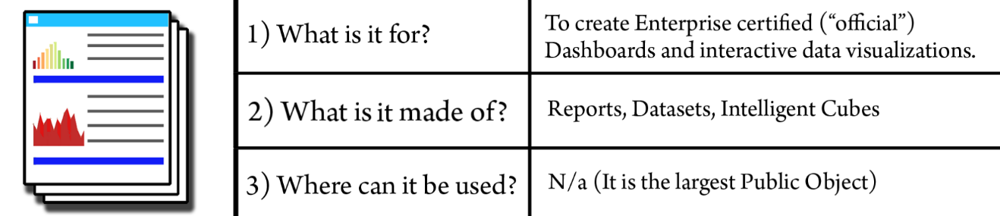 1) What is it for?
To create Enterprise certified (“official”)
Dashboards and interactive data visualizations.
2) What is it made of?
Reports, Datasets, Intelligent Cubes
3) Where can it be used?
N/a (It is the largest Public Object)